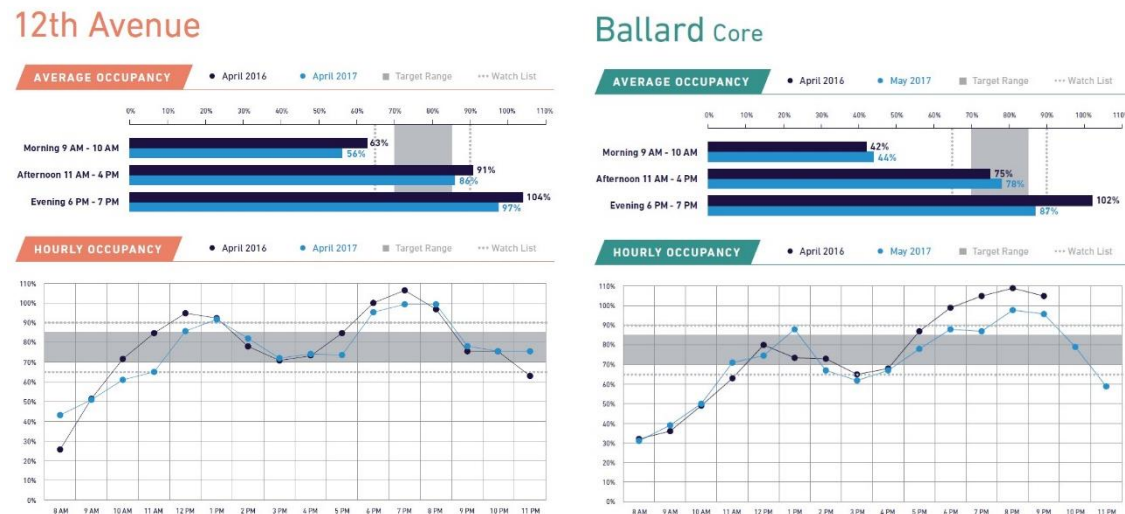 12th Avenue
AVERAGE OCCUPANCY April 2016 April 2017 Target Range Watch List
0% 10% 20% 30% 40% 50% 60% 70% 80% 90% 100% 110%
Morning 9 AM - 10 AM 63%
56%
Afternoon 11 AM - 4 PM 91%
86%
Evening 6 PM - 7 PM 104%
97%
HOURLY OCCUPANCY April 2016 April 2017 Target Range Watch List
110%
100%
90%
80%
70%
60%
50%
40%
30%
20%
10%
0%
8 AM 9 AM 10 AM 11 AM 12 PM 1 PM 2 PM 3 PM 4 PM 5 PM 6 PM 7 PM 8 PM 9 PM 10 PM 11 PM
Ballard Core
AVERAGE OCCUPANCY April 2016 May 2017 Target Range Watch List
0% 10% 20% 30% 40% 50% 60% 70% 80% 90% 100% 110%
Morning 9 AM - 10 AM 42%
44%
Afternoon 11 AM - 4 PM 75%
78%
Evening 6 PM - 7 PM 102%
87%
HOURLY OCCUPANCY April 2016 May 2017 Target Range Watch List
110%
100%
90%
80%
70%
60%
50%
40%
30%
20%
10%
0%
8 AM 9 AM 10 AM 11 AM 12 PM 1 PM 2 PM 3 PM 4 PM 5 PM 6 PM 7 PM 8 PM 9 PM 10 PM 11 PM